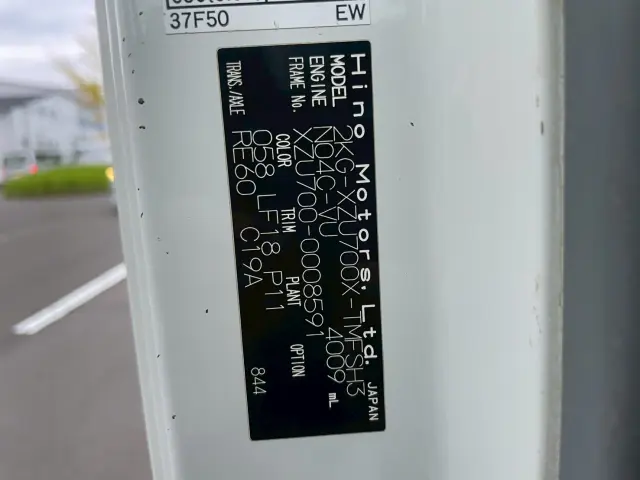 37F50 EW
Hino Motors, Ltd. JAPAN
MODEL 2KG-XZU700X-TMFSH3
ENGINE N04C-VU 4009 mL
FRAME No. XZU700-0008591
COLOR TRIM PLANT OPTION
058 LF18 P11
TRANS./AXLE RE60 C19A
844